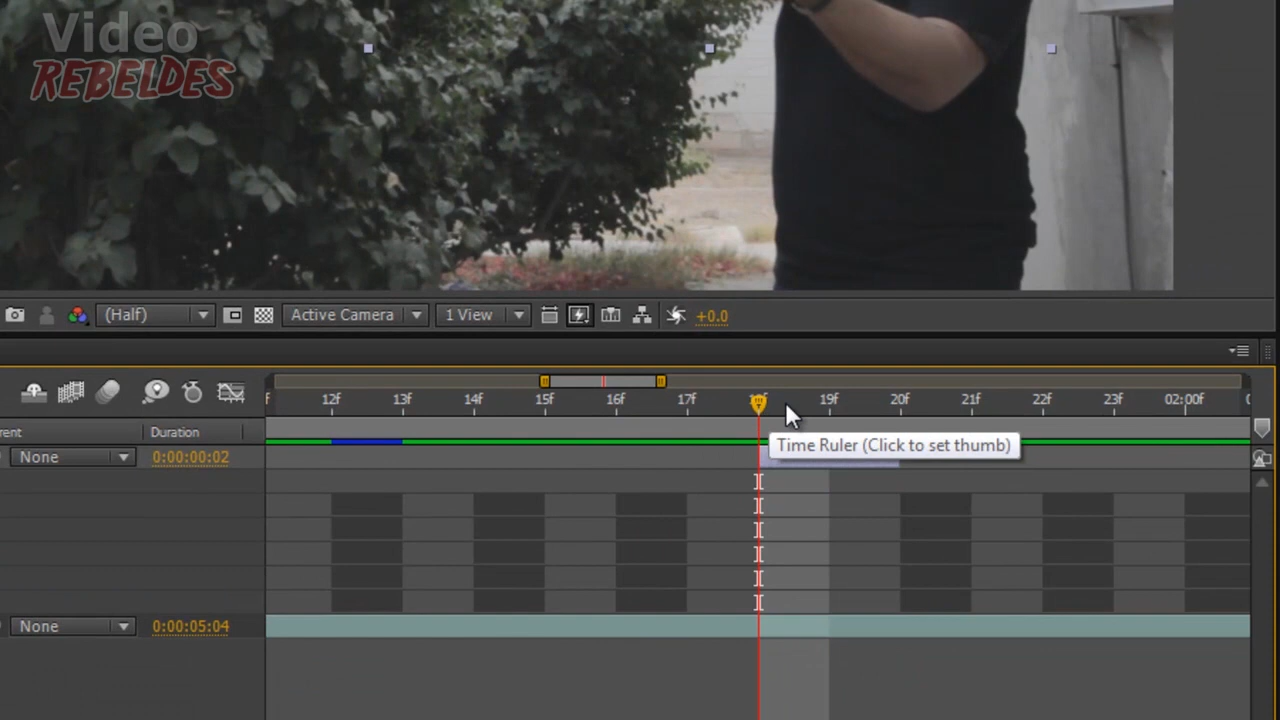 Video
REBELDES
(Half)
Active Camera
1 View
+0.0
f 12f 13f 14f 15f 16f 17f 19f 20f 21f 22f 23f 02:00f
rent Duration
Time Ruler (Click to set thumb)
None 0:00:00:02
None 0:00:05:04